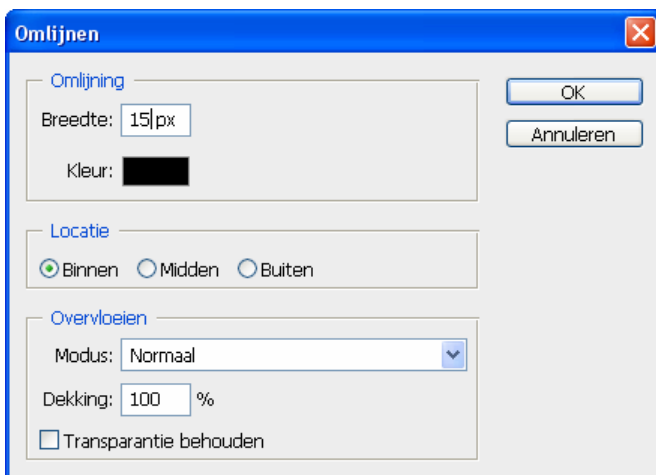 Omlijnen
Omlijning
OK
Breedte: 15 px
Annuleren
Kleur:
Locatie
Binnen Midden Buiten
Overvloeien
Modus: Normaal
Dekking: 100 %
Transparantie behouden